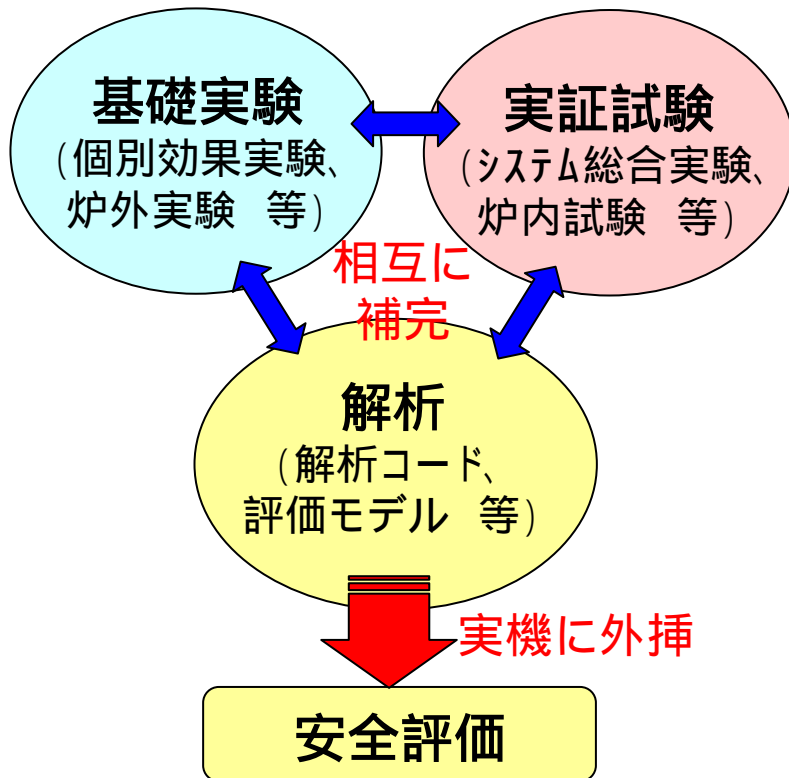 基礎実験
(個別効果実験、
炉外実験 等)
実証試験
(システム総合実験、
炉内試験 等)
相互に
補完
解析
(解析コード、
評価モデル 等)
実機に外挿
安全評価